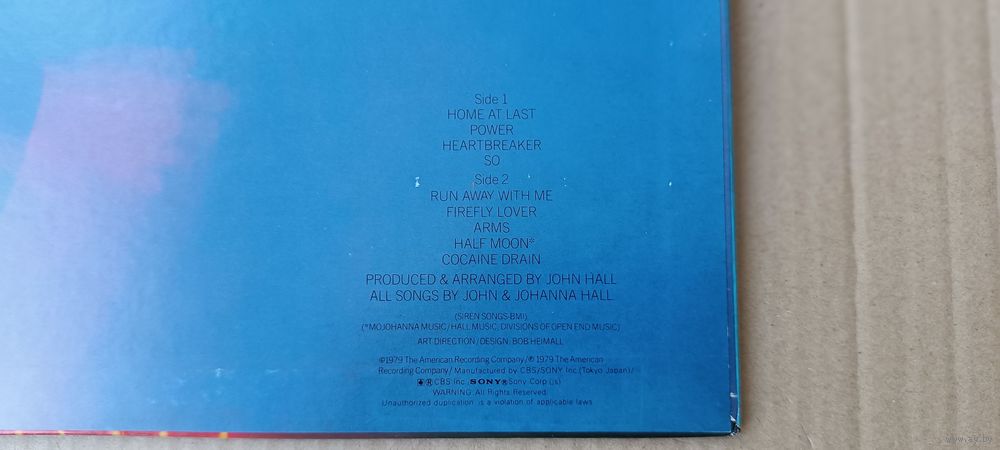 Side 1
HOME AT LAST
POWER
HEARTBREAKER
SO
Side 2
RUN AWAY WITH ME
FIREFLY LOVER
ARMS
HALF MOON*
COCAINE DRAIN
PRODUCED & ARRANGED BY JOHN HALL
ALL SONGS BY JOHN & JOHANNA HALL
(SIREN SONGS-BMI)
(*MOJOHANNA MUSIC/HALL MUSIC, DIVISIONS OF OPEN END MUSIC)
ART DIRECTION/DESIGN: BOB HEIMALL
©1979 The American Recording Company/℗ 1979 The American
Recording Company/ Manufactured by CBS/SONY Inc.(Tokyo Japan)/
® CBS Inc. SONY® Sony Corp.(Js)
WARNING: All Rights Reserved.
Unauthorized duplication is a violation of applicable laws
www.ay.by